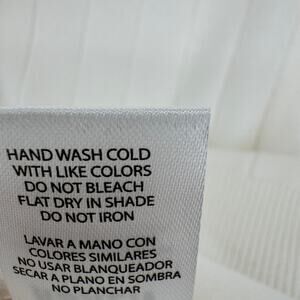 HAND WASH COLD
WITH LIKE COLORS
DO NOT BLEACH
FLAT DRY IN SHADE
DO NOT IRON
LAVAR A MANO CON
COLORES SIMILARES
NO USAR BLANQUEADOR
SECAR A PLANO EN SOMBRA
NO PLANCHAR